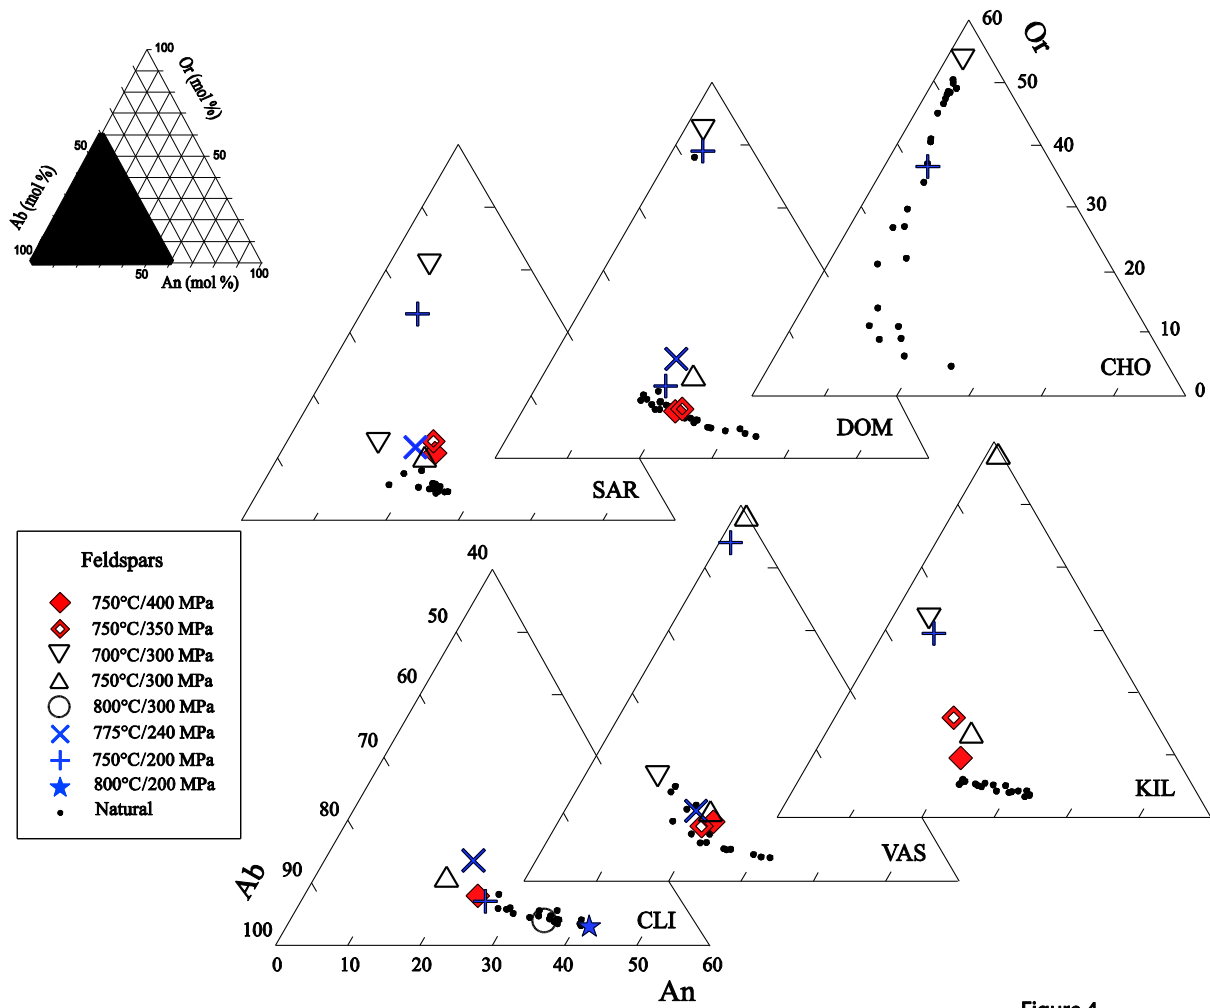 60
Or
100
Or (mol %)
50
50
Ab (mol %)
50
40
30
100
50
100
An (mol %)
20
10
CHO
0
DOM
SAR
Feldspars
750°C/400 MPa
750°C/350 MPa
700°C/300 MPa
750°C/300 MPa
800°C/300 MPa
775°C/240 MPa
750°C/200 MPa
800°C/200 MPa
Natural
40
50
60
70
80
90
100
Ab
KIL
VAS
CLI
0
10
20
30
40
50
60
An
Figure 4